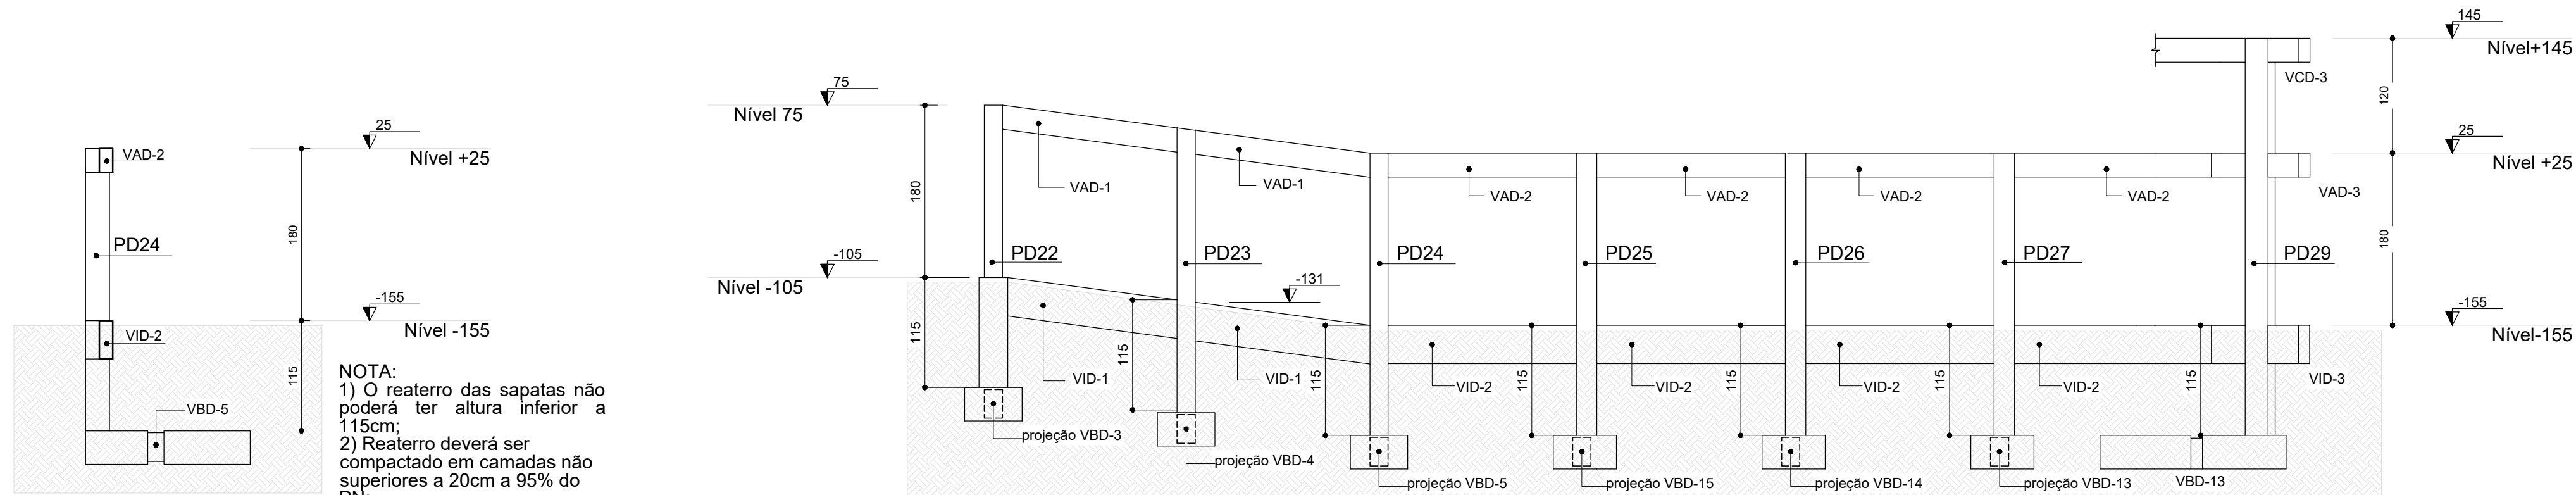 25
Nível +25
VAD-2
180
PD24
-155
Nível -155
VID-2
115
VBD-5
NOTA:
1) O reaterro das sapatas não
poderá ter altura inferior a
115cm;
2) Reaterro deverá ser
compactado em camadas não
superiores a 20cm a 95% do
PN;
75
Nível 75
180
-105
Nível -105
115
VAD-1
VAD-1
VAD-2
VAD-2
VAD-2
VAD-2
PD22
PD23
PD24
PD25
PD26
PD27
PD29
-131
VID-1
115
VID-1
115
VID-2
115
VID-2
115
VID-2
115
VID-2
115
VID-3
projeção VBD-3
projeção VBD-4
projeção VBD-5
projeção VBD-15
projeção VBD-14
projeção VBD-13
VBD-13
145
Nível+145
VCD-3
120
25
Nível +25
VAD-3
180
-155
Nível-155